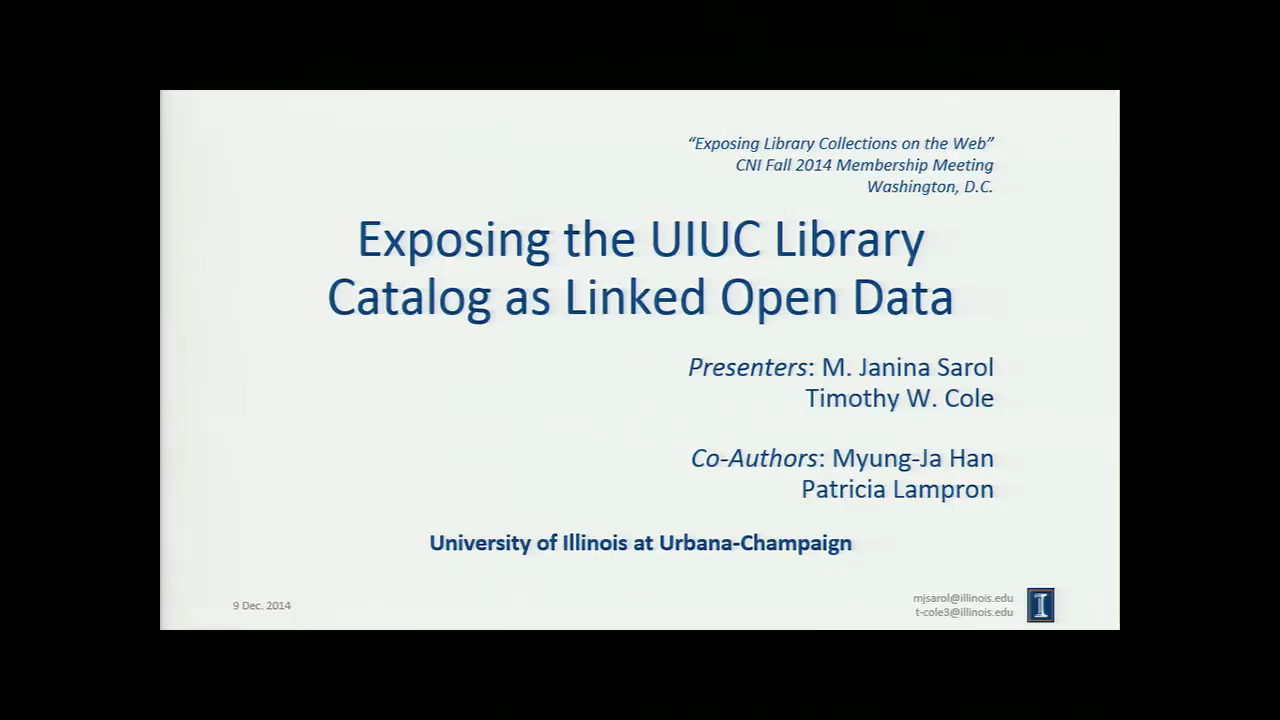 “Exposing Library Collections on the Web”
CNI Fall 2014 Membership Meeting
Washington, D.C.
Exposing the UIUC Library
Catalog as Linked Open Data
Presenters: M. Janina Sarol
Timothy W. Cole
Co-Authors: Myung-Ja Han
Patricia Lampron
University of Illinois at Urbana-Champaign
9 Dec. 2014
mjsarol@illinois.edu
t-cole3@illinois.edu
I